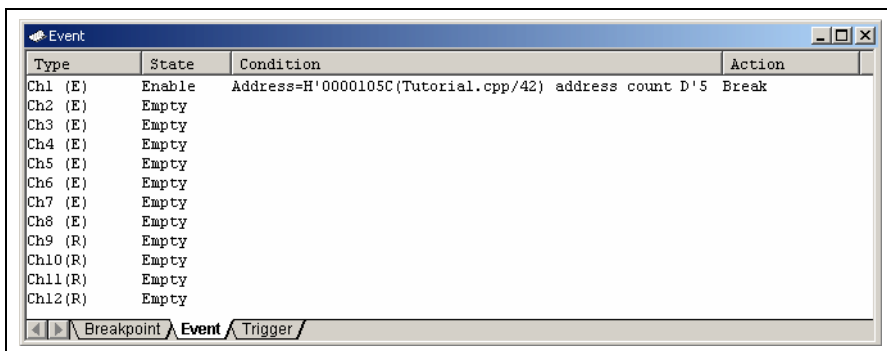 Event
Type State Condition Action
Ch1 (E) Enable Address=H'0000105C(Tutorial.cpp/42) address count D'5 Break
Ch2 (E) Empty
Ch3 (E) Empty
Ch4 (E) Empty
Ch5 (E) Empty
Ch6 (E) Empty
Ch7 (E) Empty
Ch8 (E) Empty
Ch9 (R) Empty
Ch10(R) Empty
Ch11(R) Empty
Ch12(R) Empty
Breakpoint Event Trigger